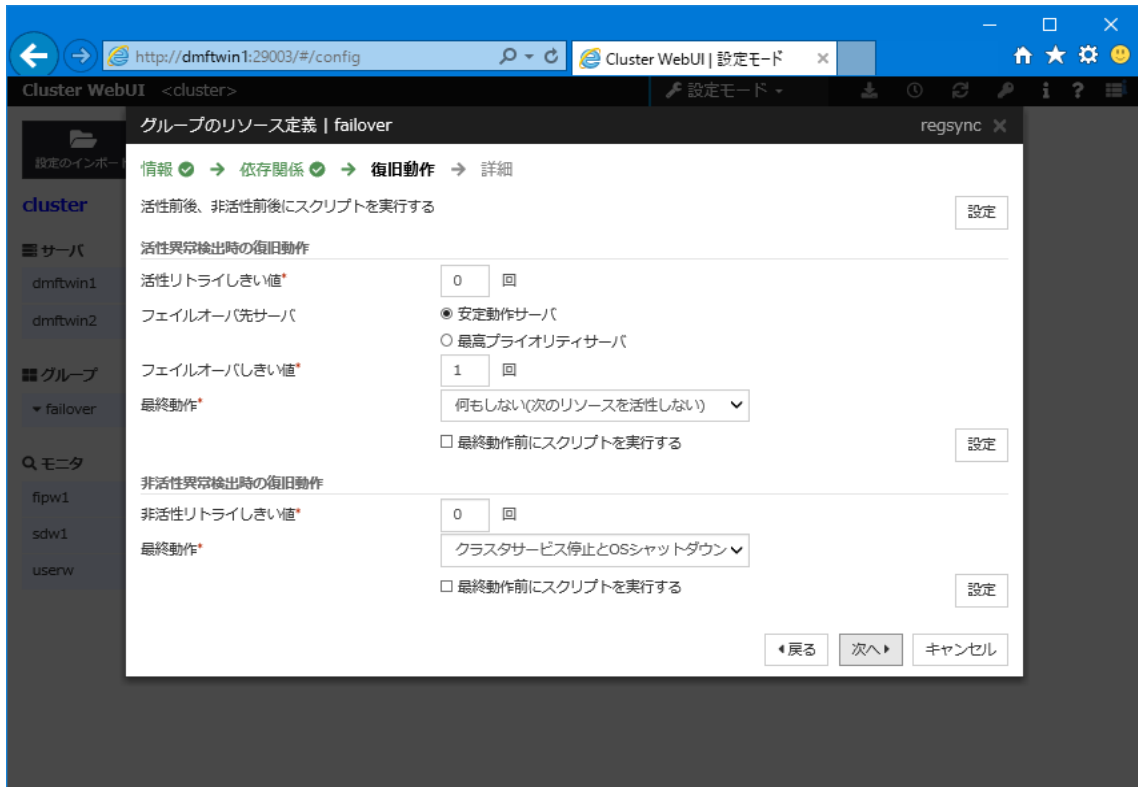 http://dmftwin1:29003/#/config
Cluster WebUI | 設定モード
Cluster WebUI <cluster>
設定モード
グループのリソース定義 | failover
regsync
設定のインポート
情報 → 依存関係 → 復旧動作 → 詳細
cluster
活性前後、非活性前後にスクリプトを実行する
設定
サーバ
活性異常検出時の復旧動作
dmftwin1
活性リトライしきい値*
0 回
dmftwin2
フェイルオーバ先サーバ
安定動作サーバ
最高プライオリティサーバ
グループ
フェイルオーバしきい値*
1 回
failover
最終動作*
何もしない(次のリソースを活性しない)
最終動作前にスクリプトを実行する
設定
モニタ
非活性異常検出時の復旧動作
fipw1
非活性リトライしきい値*
0 回
sdw1
最終動作*
クラスタサービス停止とOSシャットダウン
userw
最終動作前にスクリプトを実行する
設定
戻る
次へ
キャンセル